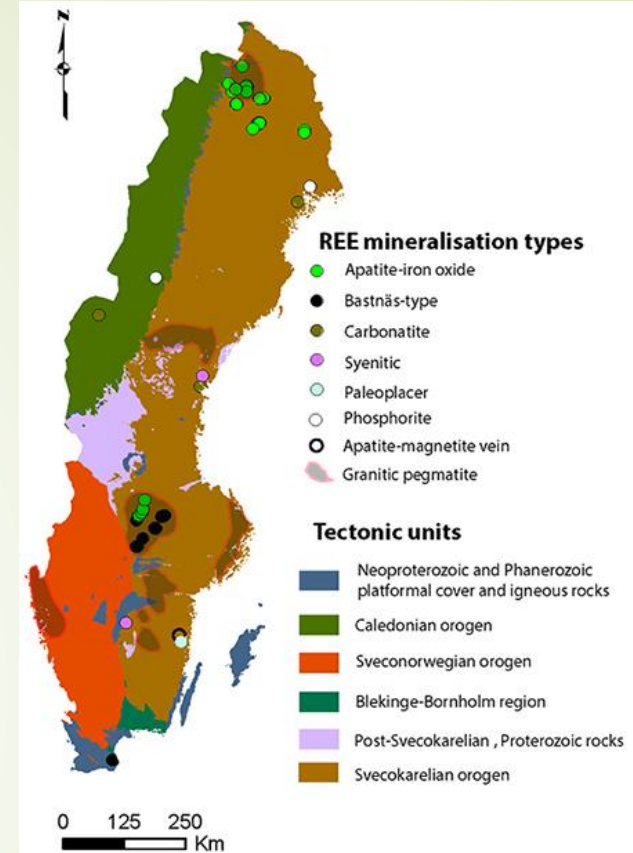 N
REE mineralisation types
Apatite-iron oxide
Bastnäs-type
Carbonatite
Syenitic
Paleoplacer
Phosphorite
Apatite-magnetite vein
Granitic pegmatite
Tectonic units
Neoproterozoic and Phanerozoic
platformal cover and igneous rocks
Caledonian orogen
Sveconorwegian orogen
Blekinge-Bornholm region
Post-Svecokarelian , Proterozoic rocks
Svecokarelian orogen
0 125 250
Km